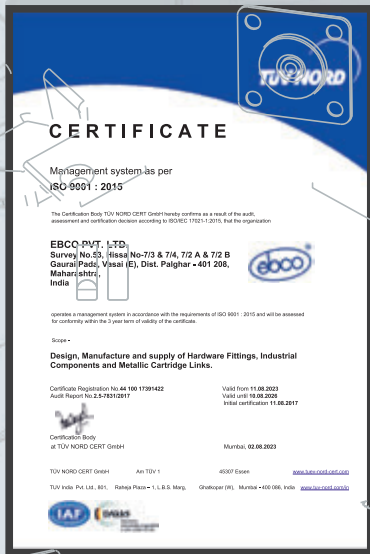 TÜV NORD
CERTIFICATE
Management system as per
ISO 9001 : 2015
The Certification Body TÜV NORD CERT GmbH hereby confirms as a result of the audit,
assessment and certification decision according to ISO/IEC 17021-1:2015, that the organization
EBCO PVT. LTD.
Survey No.53, Hissa No-7/3 & 7/4, 7/2 A & 7/2 B
Gaurai Pada, Vasai (E), Dist. Palghar - 401 208,
Maharashtra,
India
ebco
operates a management system in accordance with the requirements of ISO 9001 : 2015 and will be assessed
for conformity within the 3 year term of validity of the certificate.
Scope -
Design, Manufacture and supply of Hardware Fittings, Industrial
Components and Metallic Cartridge Links.
Certificate Registration No.44 100 17391422
Audit Report No.2.5-7831/2017
Valid from 11.08.2023
Valid until 10.08.2026
Initial certification 11.08.2017
Certification Body
at TÜV NORD CERT GmbH
Mumbai, 02.08.2023
TÜV NORD CERT GmbH Am TÜV 1 45307 Essen www.tuev-nord-cert.com
TUV India Pvt. Ltd., 801, Raheja Plaza - 1, L.B.S. Marg, Ghatkopar (W), Mumbai - 400 086, India www.tuv-nord.com/in
IAF
DAkkS